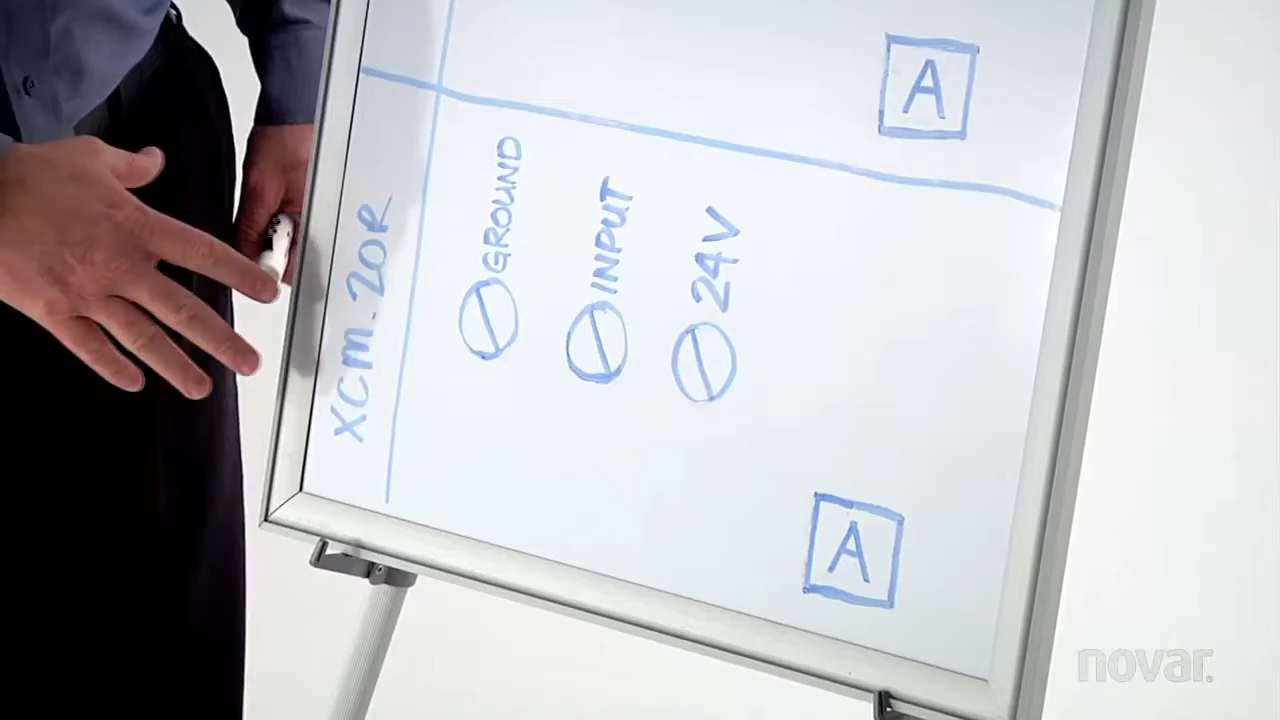 A
XCM.20R
GROUND
INPUT
24V
A
novar.